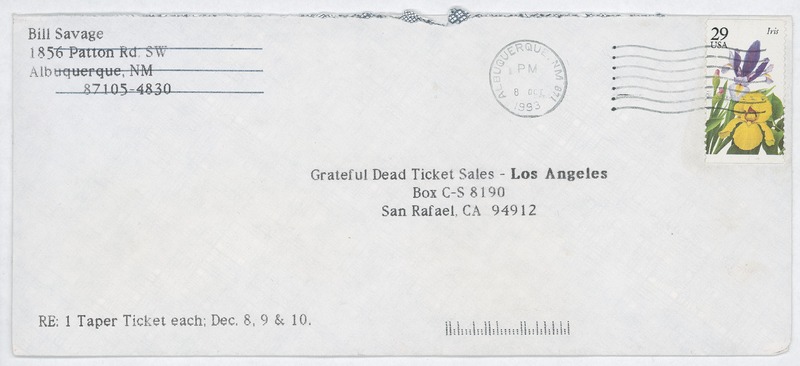 Bill Savage
1856 Patton Rd. SW
Albuquerque, NM
87105-4830
ALBUQUERQUE, NM 871
PM
8
1993
29
USA
Iris
Grateful Dead Ticket Sales - Los Angeles
Box C-S 8190
San Rafael, CA 94912
RE: 1 Taper Ticket each; Dec. 8, 9 & 10.